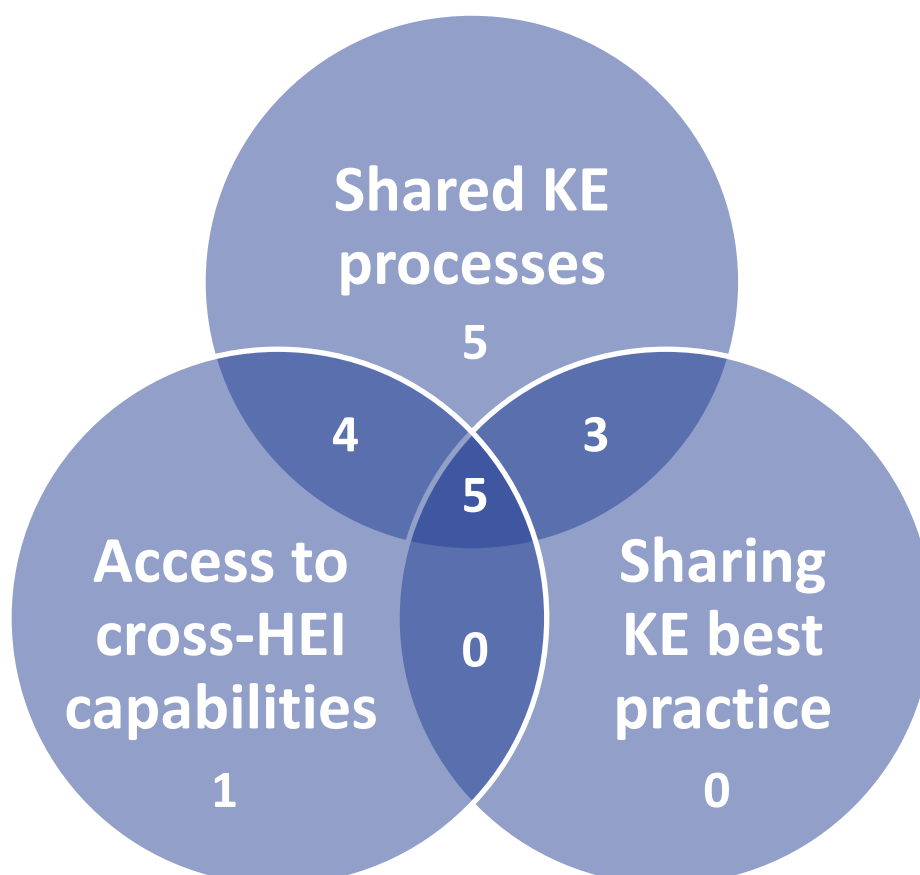 Shared KE
processes
5
4
3
5
Access to
cross-HEI
capabilities
1
0
Sharing
KE best
practice
0